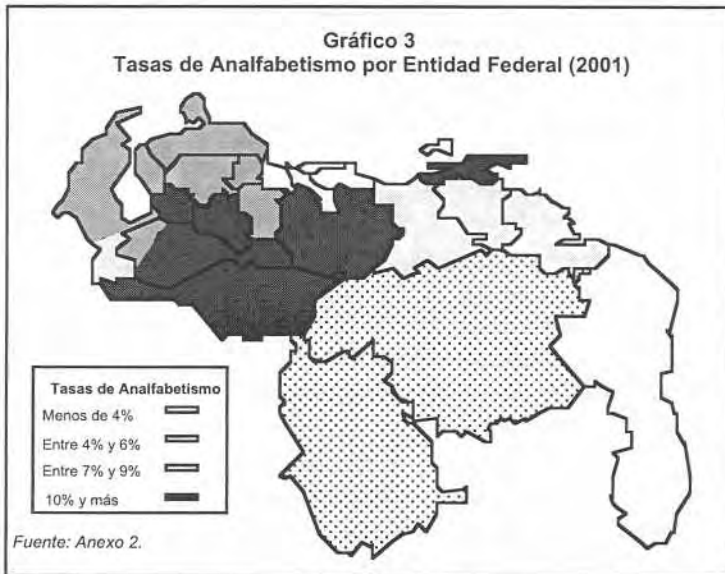 Gráfico 3
Tasas de Analfabetismo por Entidad Federal (2001)
Tasas de Analfabetismo
Menos de 4%
Entre 4% y 6%
Entre 7% y 9%
10% y más
Fuente: Anexo 2.